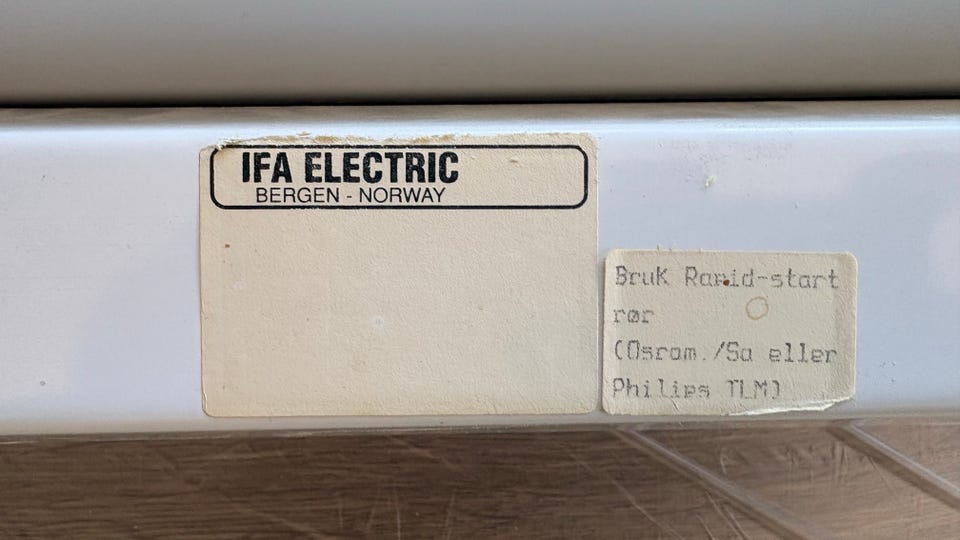 IFA ELECTRIC
BERGEN - NORWAY
Bruk Rapid-start
rør
(Osram./Sa eller
Philips TLM)